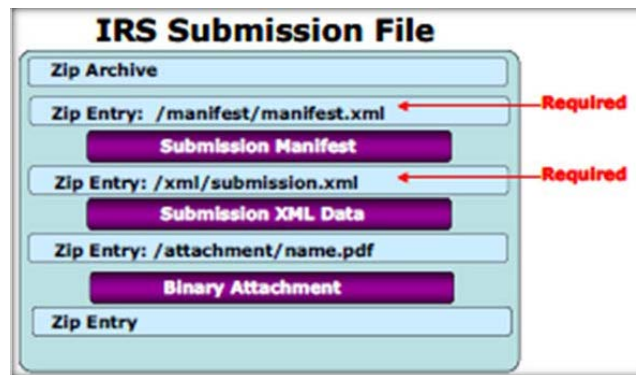 IRS Submission File
Zip Archive
Zip Entry: /manifest/manifest.xml
Required
Submission Manifest
Zip Entry: /xml/submission.xml
Required
Submission XML Data
Zip Entry: /attachment/name.pdf
Binary Attachment
Zip Entry